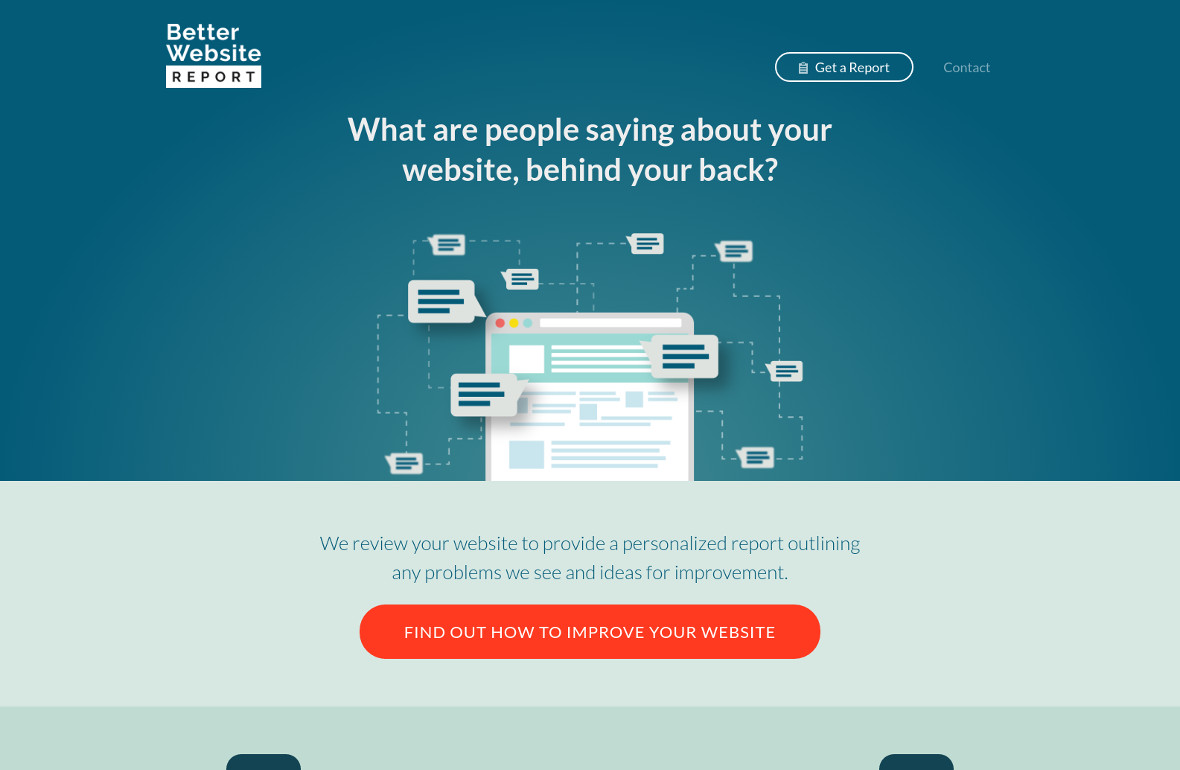 Better
Website
REPORT
Get a Report
Contact
What are people saying about your
website, behind your back?
We review your website to provide a personalized report outlining
any problems we see and ideas for improvement.
FIND OUT HOW TO IMPROVE YOUR WEBSITE